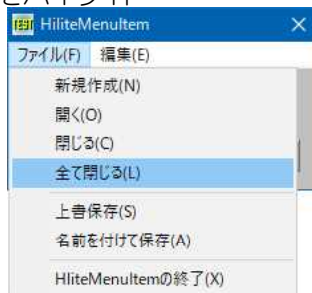 TEST HiliteMenuItem
ファイル(F) 編集(E)
新規作成(N)
開く(O)
閉じる(C)
全て閉じる(L)
上書保存(S)
名前を付けて保存(A)
HliteMenuItemの終了(X)